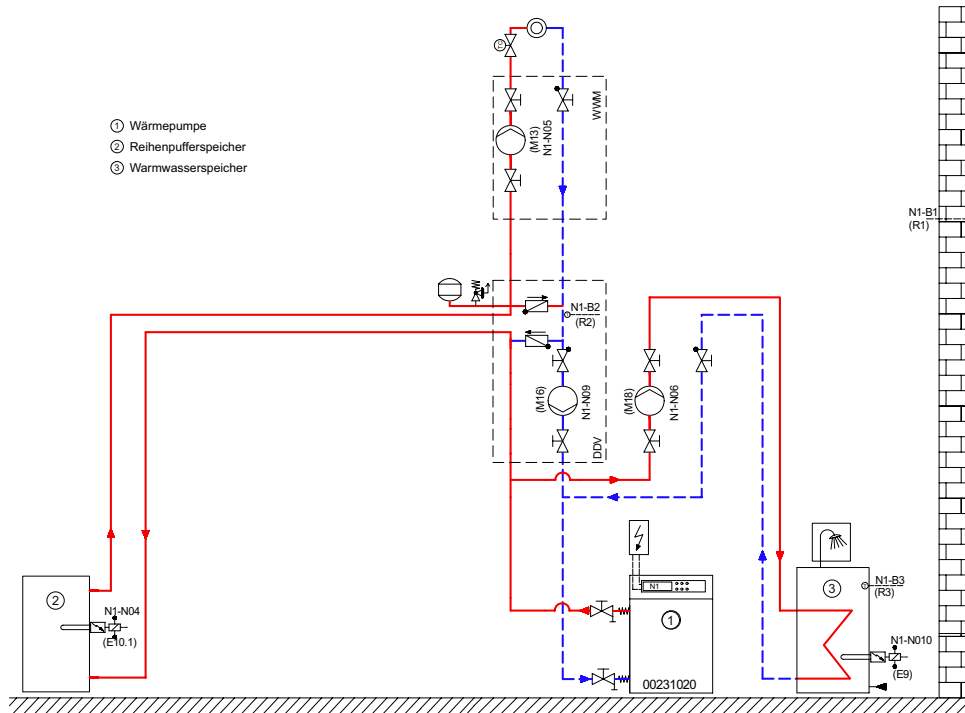 WWM
(M13)
N1-N05
1 Wärmepumpe
2 Reihenpufferspeicher
3 Warmwasserspeicher
N1-B1
(R1)
N1-B2
(R2)
(M16)
N1-N09
DDV
(M18)
N1-N06
2
N1-N04
(E10.1)
N1
1
00231020
3
T
N1-B3
(R3)
N1-N010
(E9)